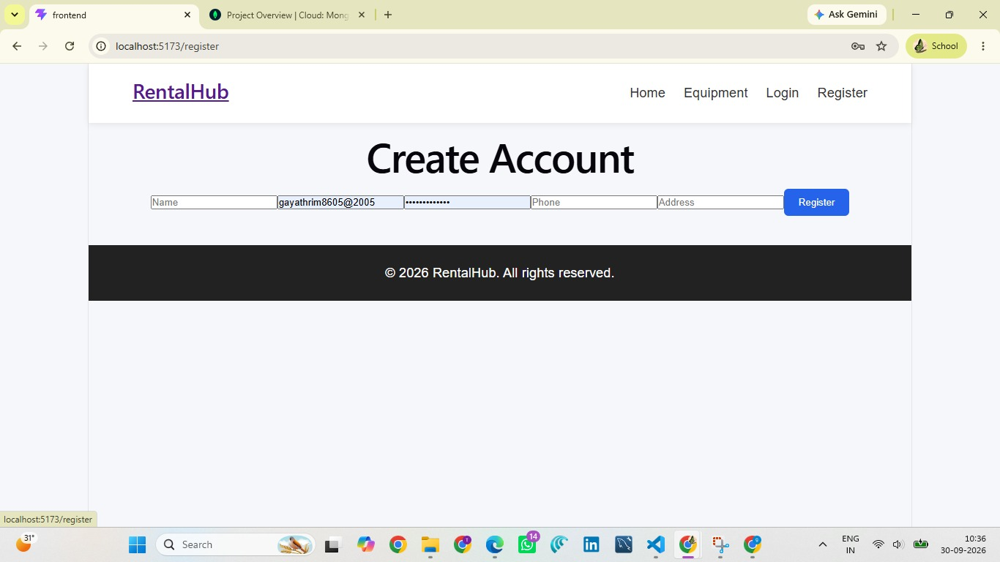 frontend
Project Overview | Cloud: Mong
Ask Gemini
localhost:5173/register
School
RentalHub
Home Equipment Login Register
Create Account
Name gayathrim8605@2005 ••••••••••••• Phone Address Register
© 2026 RentalHub. All rights reserved.
localhost:5173/register
31°
Search
14
ENG
IN
10:36
30-09-2026